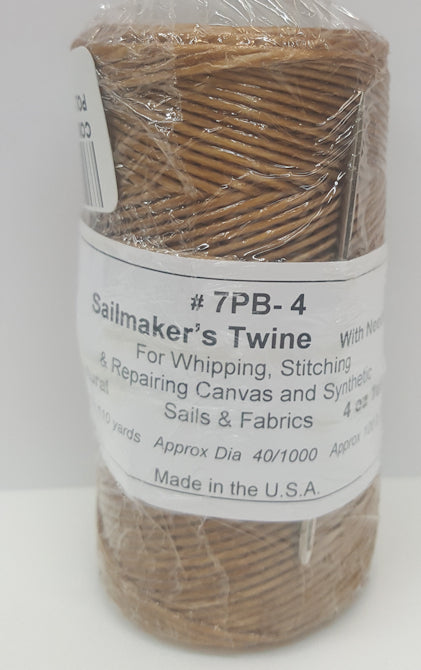 # 7PB- 4
Sailmaker's Twine
With
For Whipping, Stitching
& Repairing Canvas and Synthetic
Sails & Fabrics
4 oz
yards Approx Dia 40/1000 Approx
Made in the U.S.A.